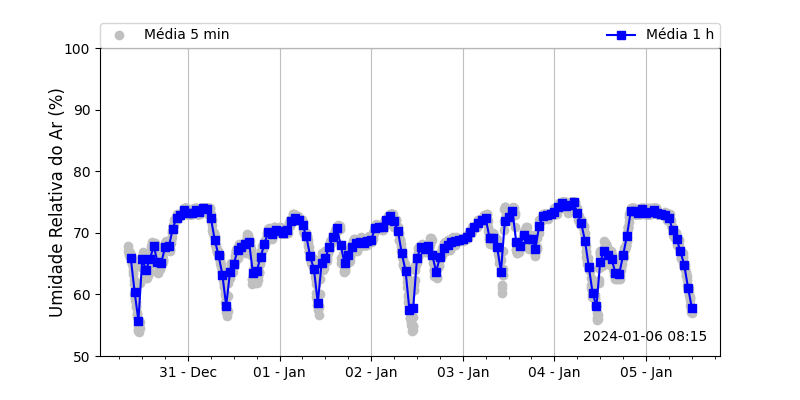 Média 5 min
Média 1 h
Umidade Relativa do Ar (%)
100
90
80
70
60
50
2024-01-06 08:15
31 - Dec
01 - Jan
02 - Jan
03 - Jan
04 - Jan
05 - Jan